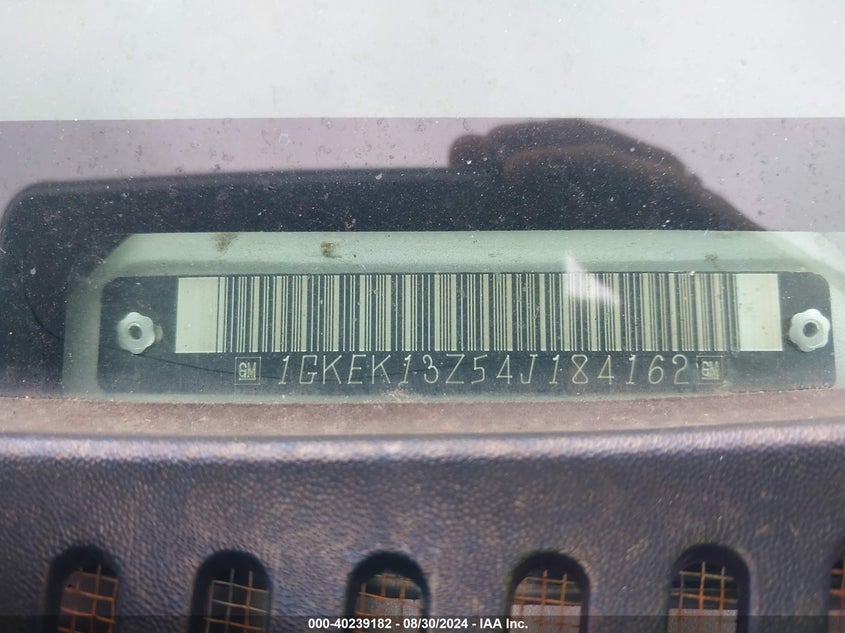 GM 1GKEK13Z54J184162 GM
000-40239182 - 08/30/2024 - IAA Inc.